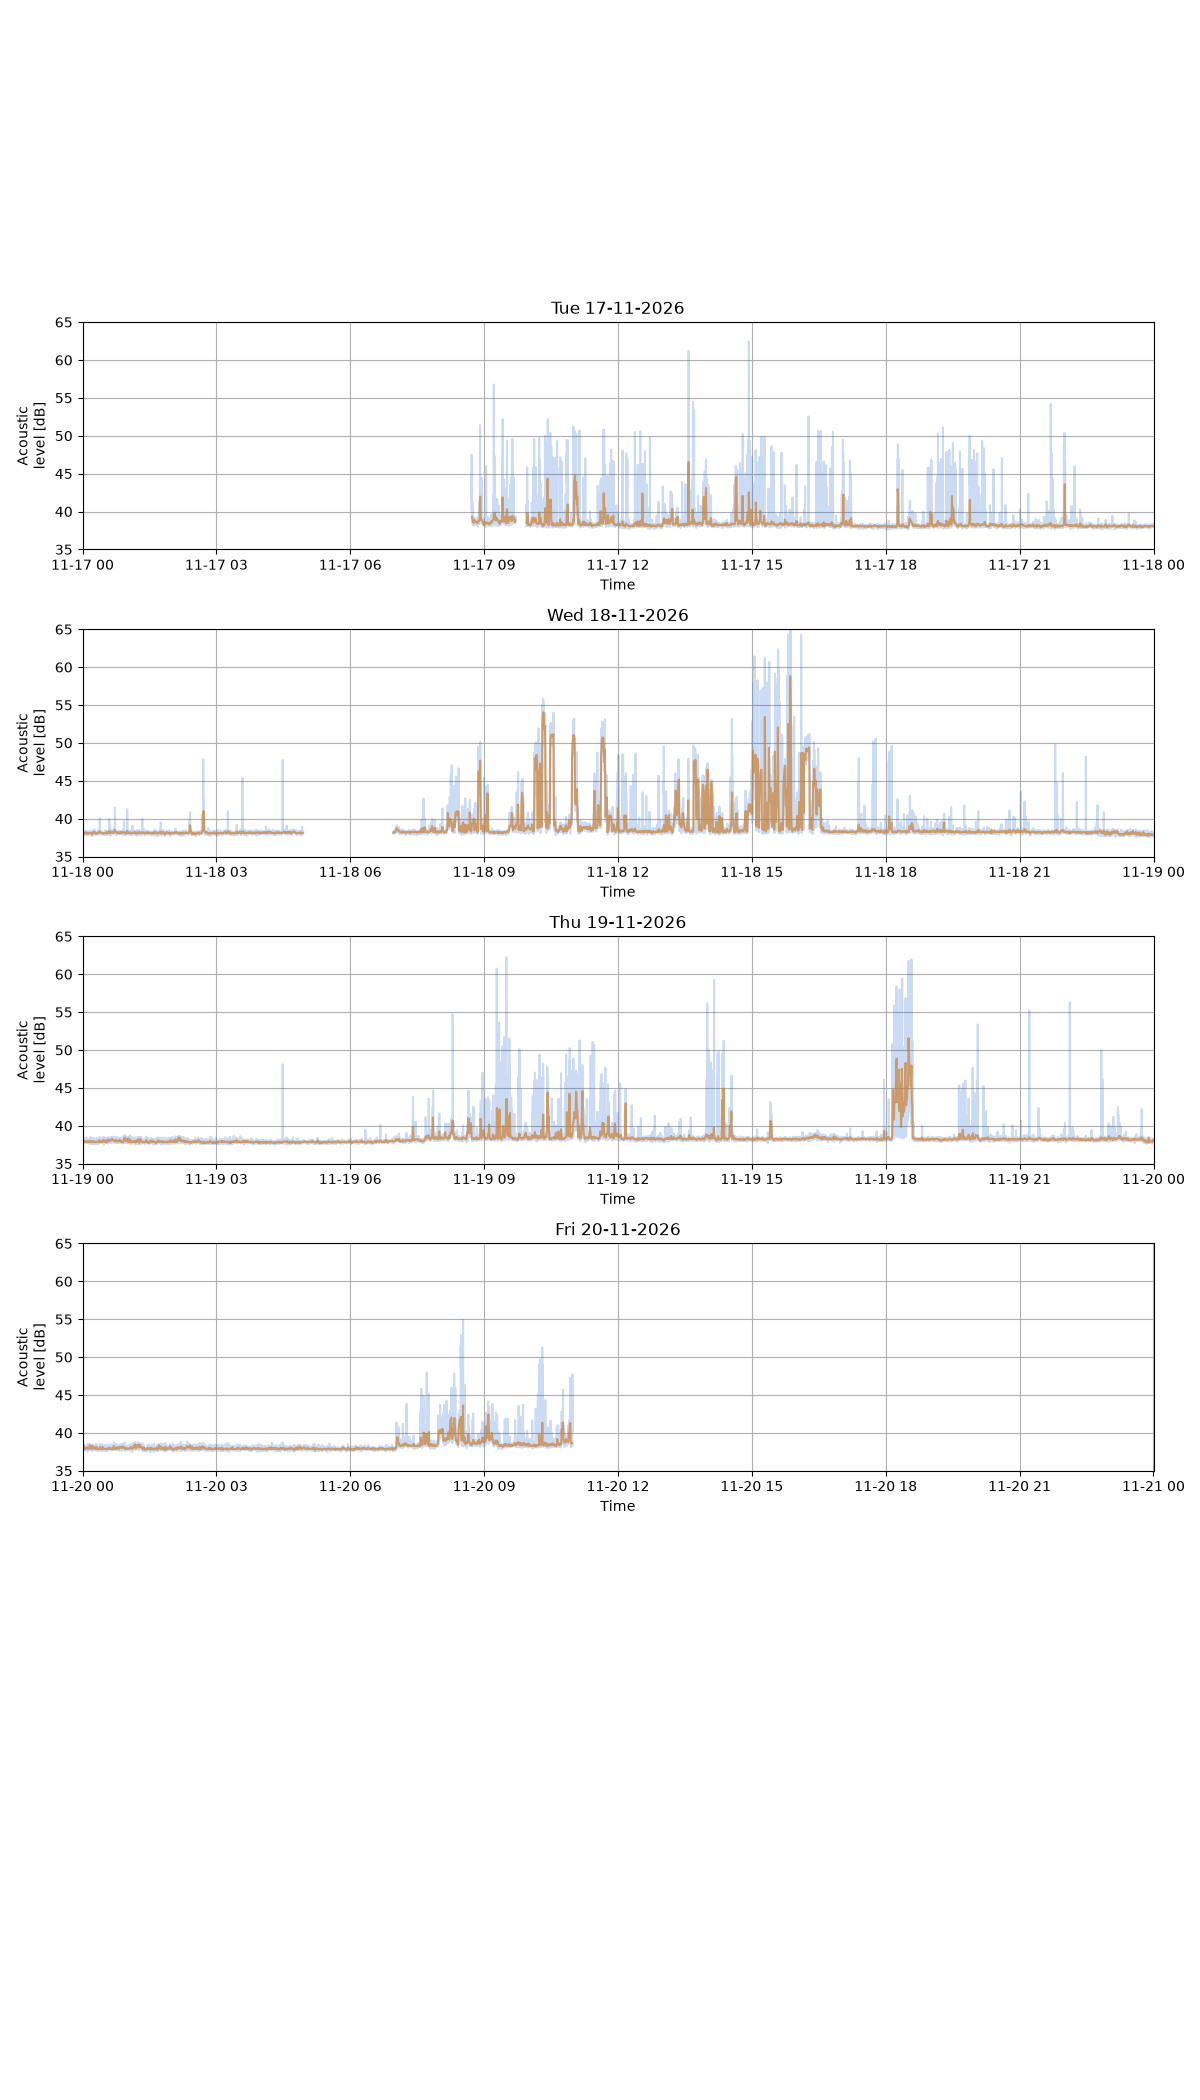 Tue 17-11-2026
65
60
55
50
45
40
35
Acoustic
level [dB]
11-17 00 11-17 03 11-17 06 11-17 09 11-17 12 11-17 15 11-17 18 11-17 21 11-18 00
Time
Wed 18-11-2026
65
60
55
50
45
40
35
Acoustic
level [dB]
11-18 00 11-18 03 11-18 06 11-18 09 11-18 12 11-18 15 11-18 18 11-18 21 11-19 00
Time
Thu 19-11-2026
65
60
55
50
45
40
35
Acoustic
level [dB]
11-19 00 11-19 03 11-19 06 11-19 09 11-19 12 11-19 15 11-19 18 11-19 21 11-20 00
Time
Fri 20-11-2026
65
60
55
50
45
40
35
Acoustic
level [dB]
11-20 00 11-20 03 11-20 06 11-20 09 11-20 12 11-20 15 11-20 18 11-20 21 11-21 00
Time